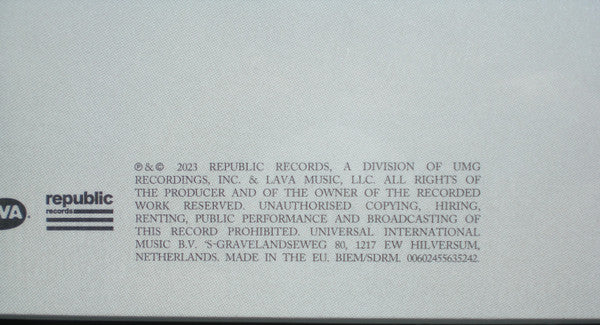 ℗ & © 2023 REPUBLIC RECORDS, A DIVISION OF UMG
RECORDINGS, INC. & LAVA MUSIC, LLC. ALL RIGHTS OF
THE PRODUCER AND OF THE OWNER OF THE RECORDED
WORK RESERVED. UNAUTHORISED COPYING, HIRING,
RENTING, PUBLIC PERFORMANCE AND BROADCASTING OF
THIS RECORD PROHIBITED. UNIVERSAL INTERNATIONAL
MUSIC B.V. 'S-GRAVELANDSEWEG 80, 1217 EW HILVERSUM,
NETHERLANDS. MADE IN THE EU. BIEM/SDRM. 00602455635242.
VA
republic
records